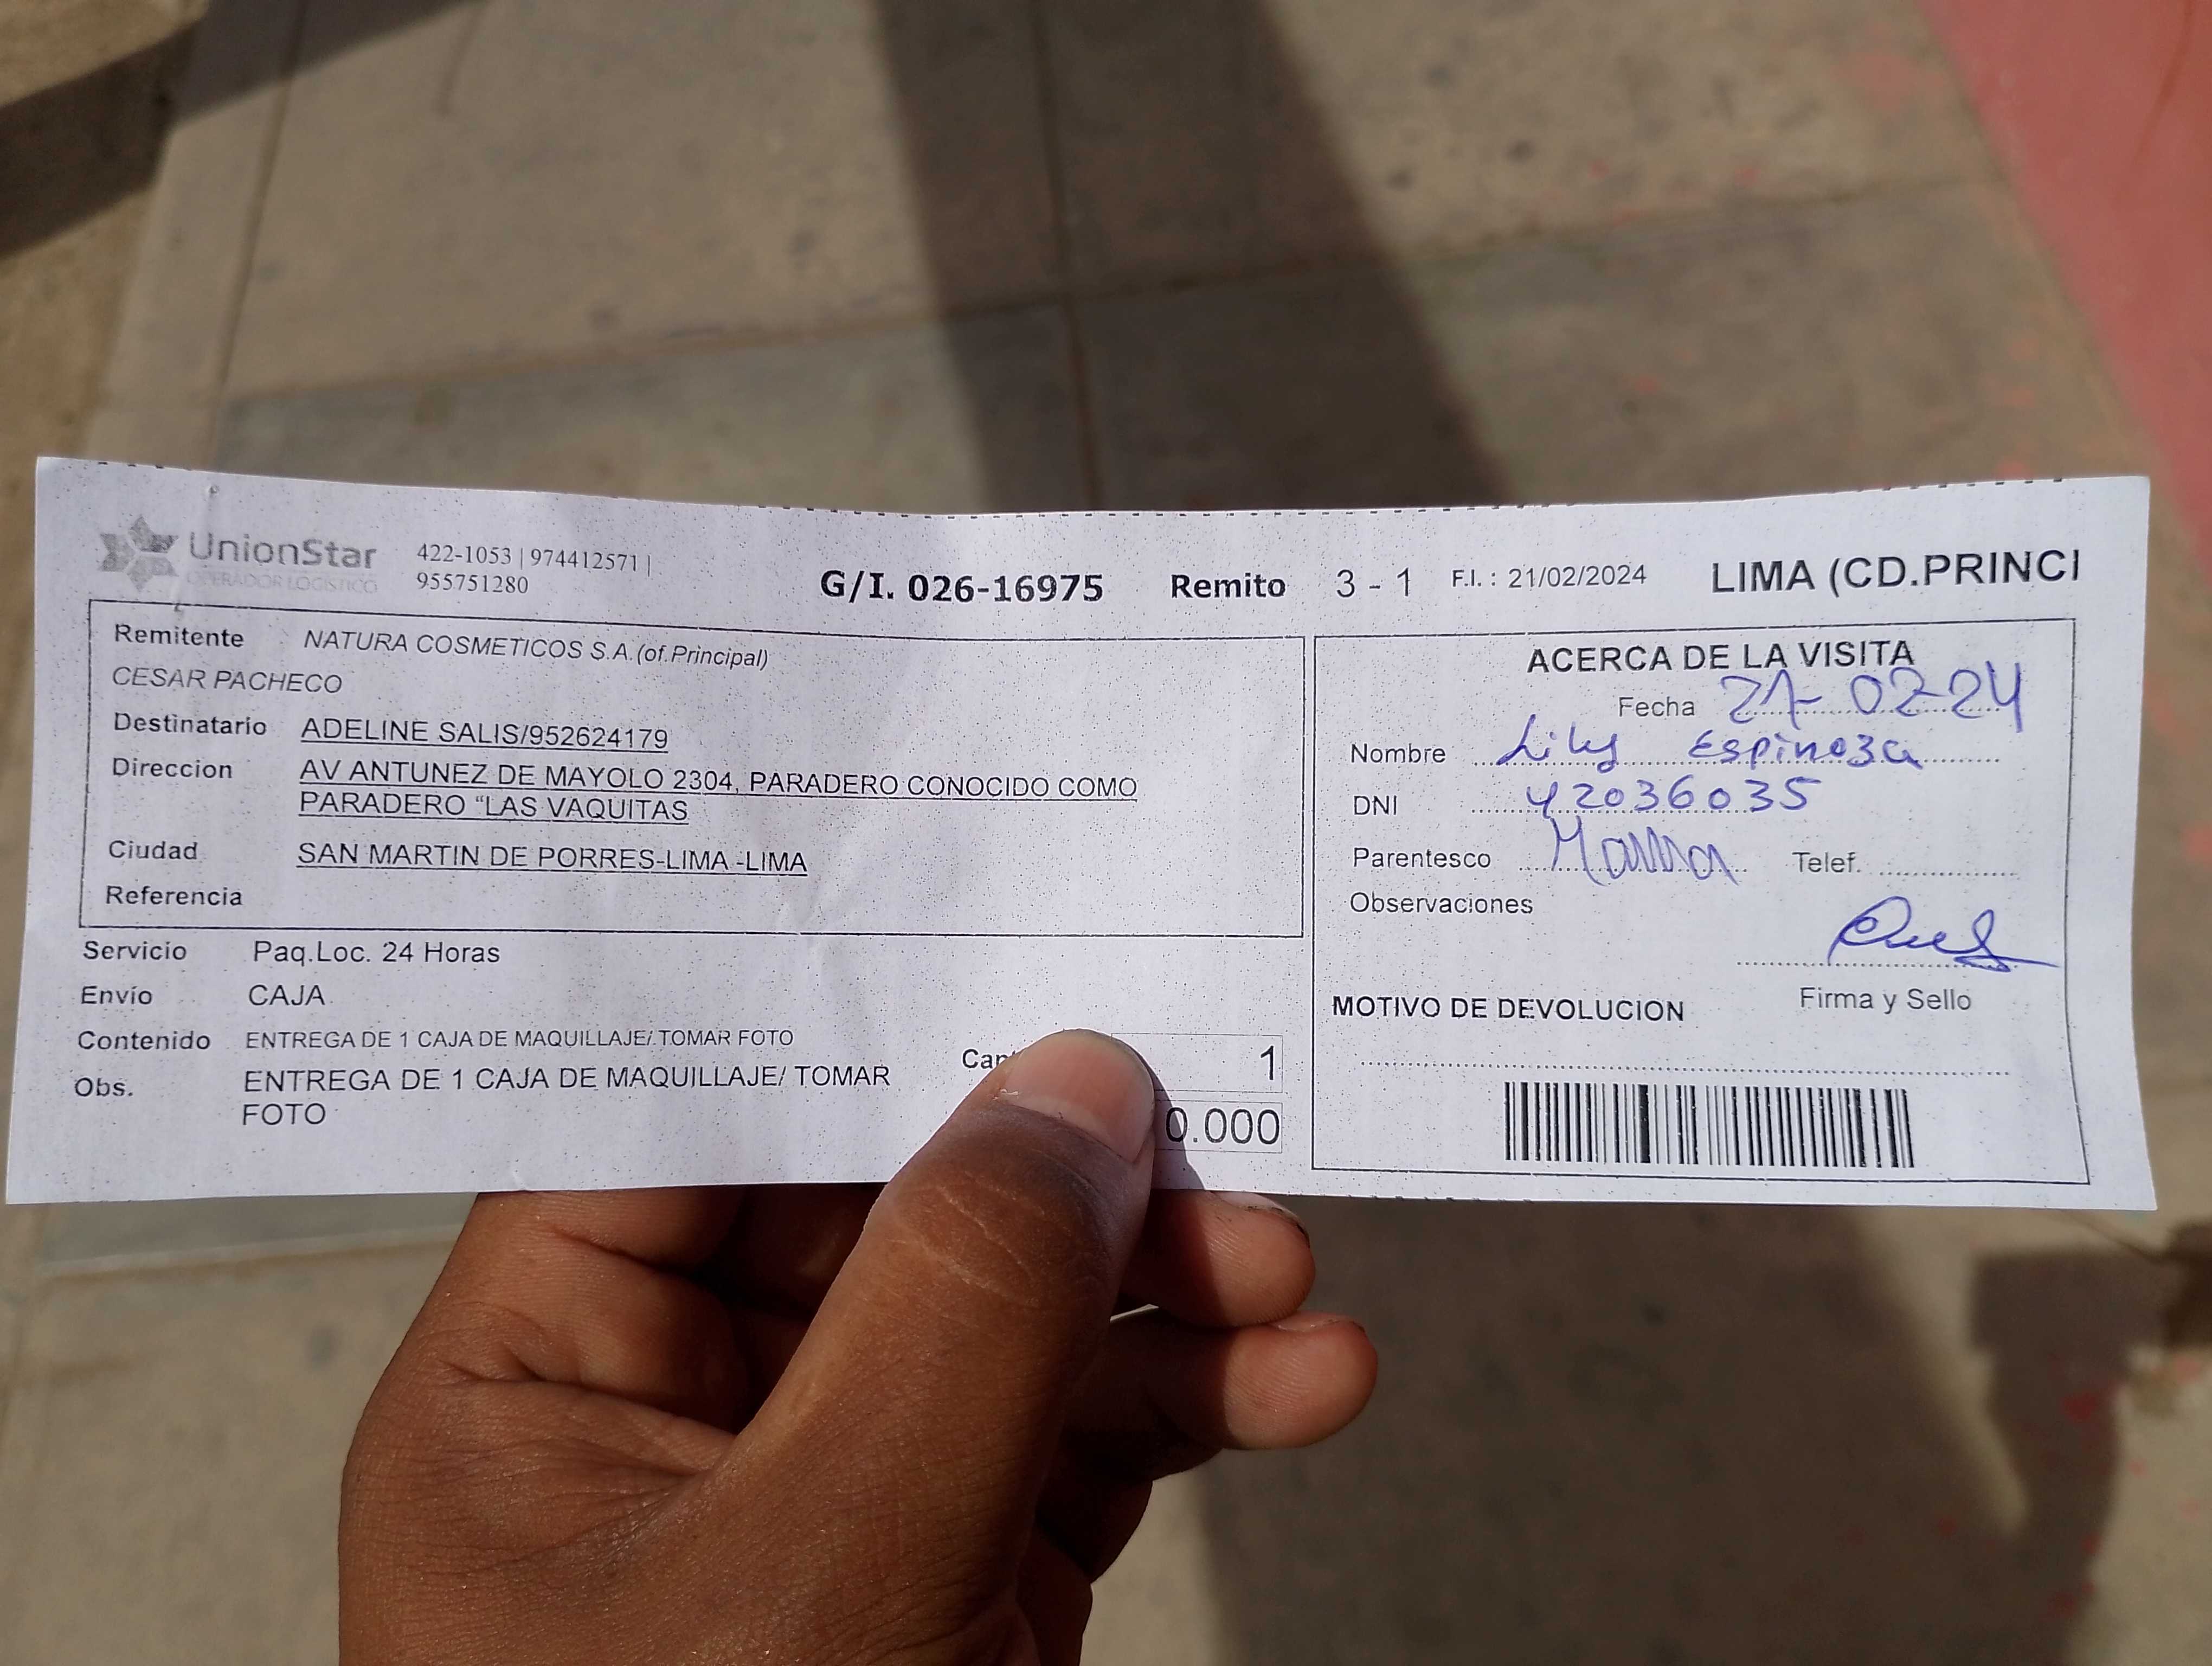 UnionStar
OPERADOR LOGISTICO
422-1053 | 974412571 |
955751280
G/I. 026-16975 Remito 3 - 1 F.I. : 21/02/2024 LIMA (CD.PRINCI
Remitente NATURA COSMETICOS S.A.(of.Principal)
CESAR PACHECO
Destinatario ADELINE SALIS/952624179
Direccion AV ANTUNEZ DE MAYOLO 2304, PARADERO CONOCIDO COMO
PARADERO "LAS VAQUITAS
Ciudad SAN MARTIN DE PORRES-LIMA -LIMA
Referencia
Servicio Paq.Loc. 24 Horas
Envío CAJA
Contenido ENTREGA DE 1 CAJA DE MAQUILLAJE/ TOMAR FOTO
Obs. ENTREGA DE 1 CAJA DE MAQUILLAJE/ TOMAR
FOTO
1
0.000
ACERCA DE LA VISITA
Fecha 21-02-24
Nombre Lily Espinoza
DNI 42036035
Parentesco Mama Telef.
Observaciones
Firma y Sello
MOTIVO DE DEVOLUCION